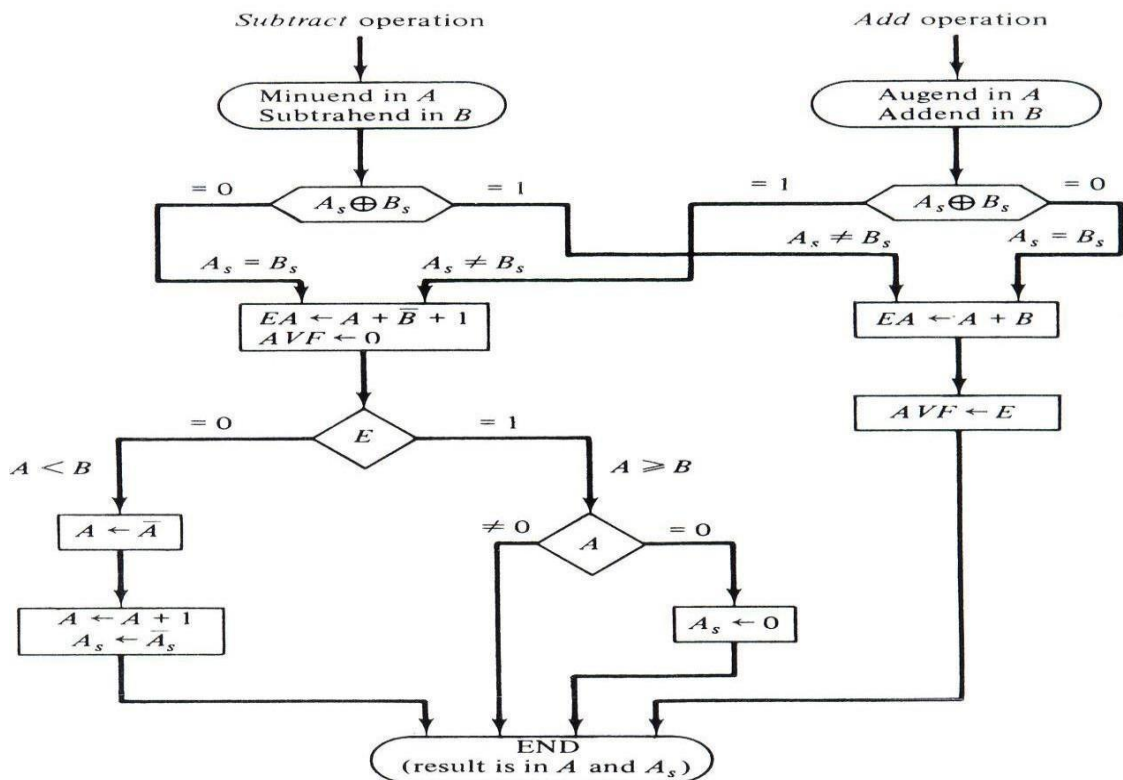 Subtract operation
Add operation
Minuend in A
Subtrahend in B
Augend in A
Addend in B
= 0
A_s ⊕ B_s
= 1
= 1
A_s ⊕ B_s
= 0
A_s = B_s
A_s ≠ B_s
A_s ≠ B_s
A_s = B_s
EA ← A + B̅ + 1
AVF ← 0
EA ← A + B
AVF ← E
= 0
E
= 1
A < B
A ≥ B
A ← A̅
≠ 0
A
= 0
A ← A + 1
A_s ← A̅_s
A_s ← 0
END
(result is in A and A_s)